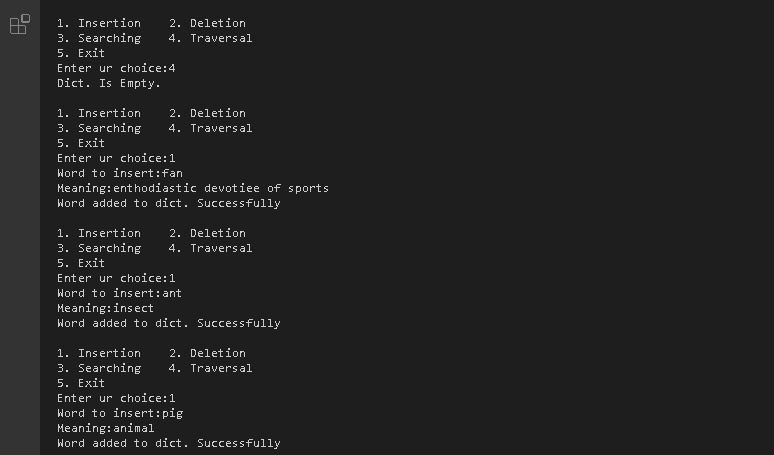 1. Insertion    2. Deletion
3. Searching    4. Traversal
5. Exit
Enter ur choice:4
Dict. Is Empty.
1. Insertion    2. Deletion
3. Searching    4. Traversal
5. Exit
Enter ur choice:1
Word to insert:fan
Meaning:enthodiastic devotiee of sports
Word added to dict. Successfully
1. Insertion    2. Deletion
3. Searching    4. Traversal
5. Exit
Enter ur choice:1
Word to insert:ant
Meaning:insect
Word added to dict. Successfully
1. Insertion    2. Deletion
3. Searching    4. Traversal
5. Exit
Enter ur choice:1
Word to insert:pig
Meaning:animal
Word added to dict. Successfully